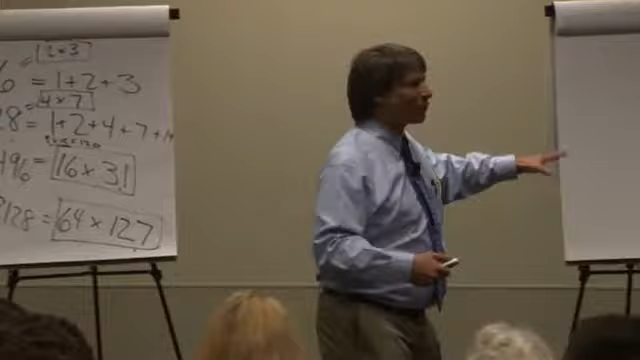 = 2×3
6 = 1+2+3
= 4×7
28 = 1+2+4+7+14
496 = 16×31
8128 = 64×127